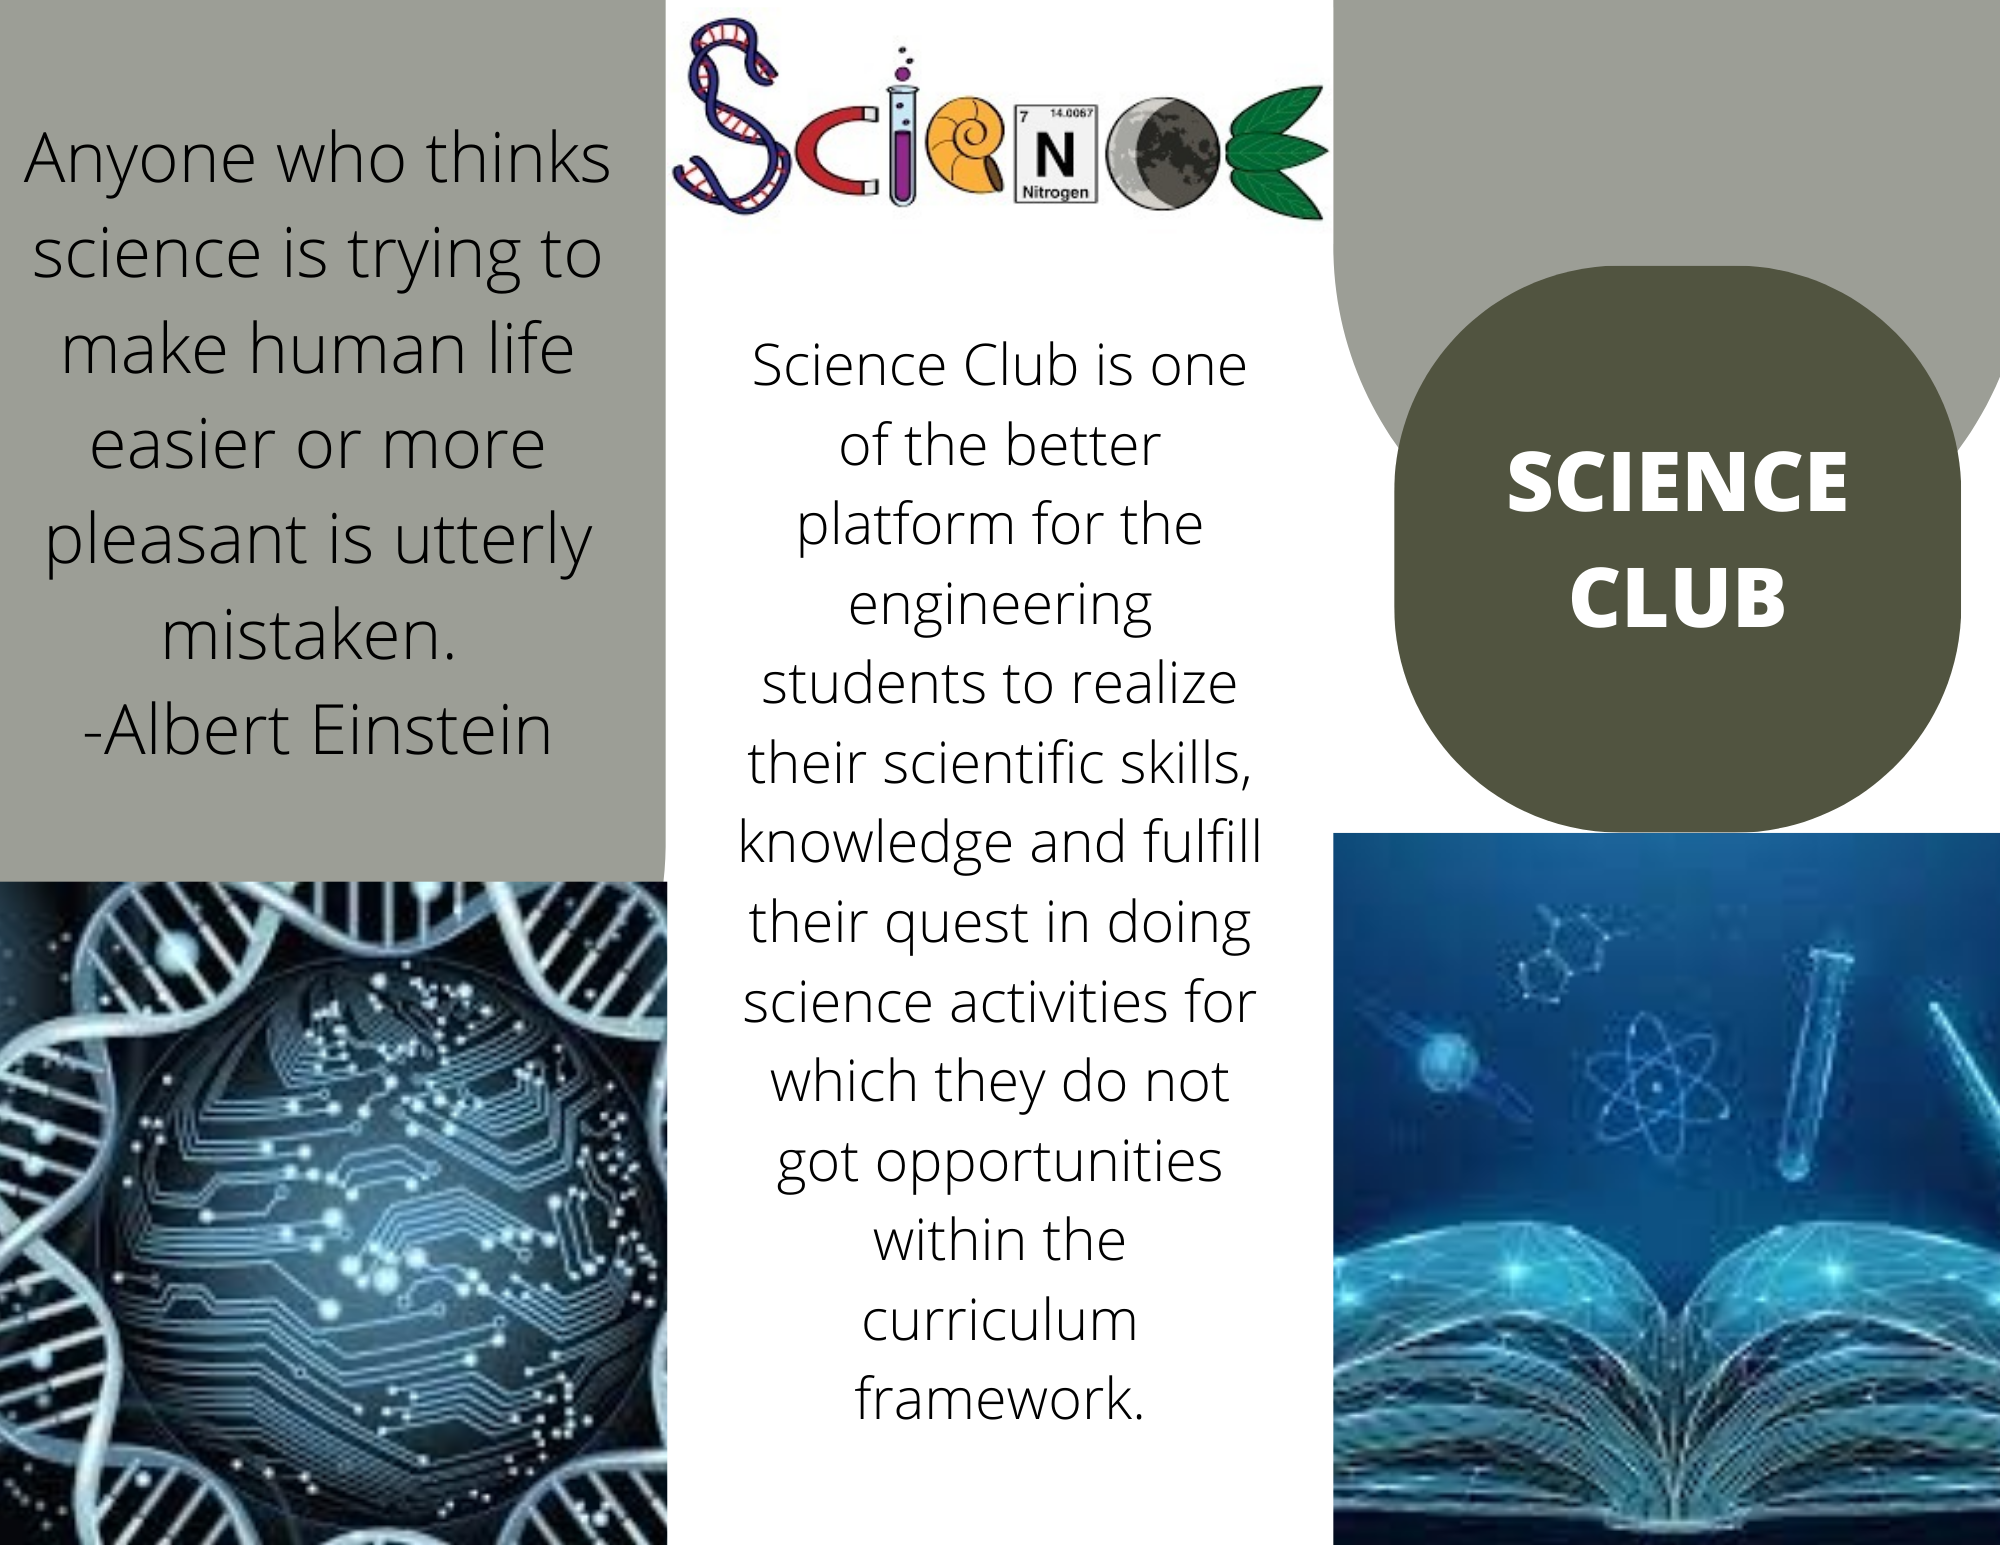 Anyone who thinks
science is trying to
make human life
easier or more
pleasant is utterly
mistaken.
-Albert Einstein
Science
7 14.0067
Nitrogen
Science Club is one
of the better
platform for the
engineering
students to realize
their scientific skills,
knowledge and fulfill
their quest in doing
science activities for
which they do not
got opportunities
within the
curriculum
framework.
SCIENCE
CLUB